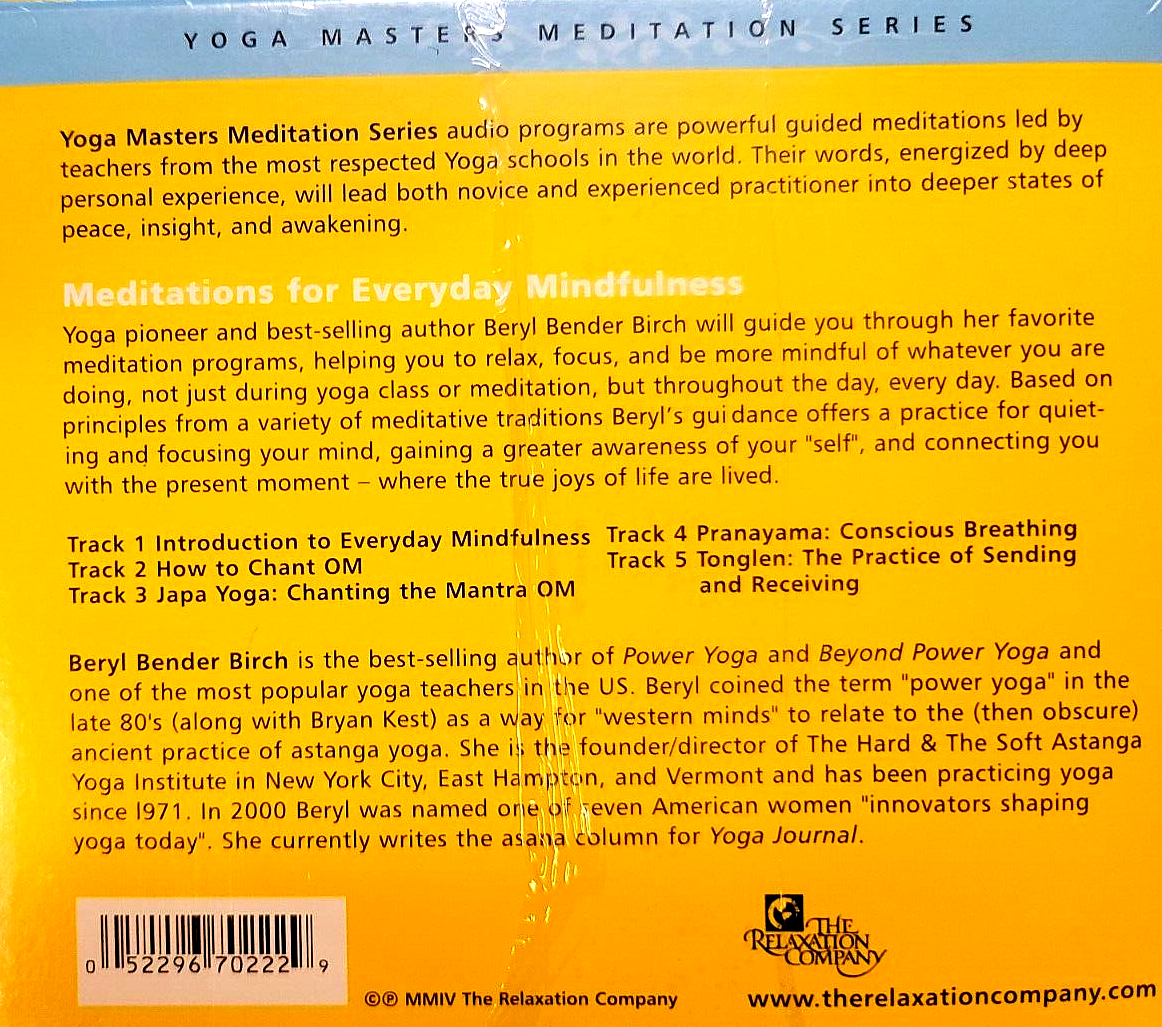 YOGA MASTERS MEDITATION SERIES
Yoga Masters Meditation Series audio programs are powerful guided meditations led by
teachers from the most respected Yoga schools in the world. Their words, energized by deep
personal experience, will lead both novice and experienced practitioner into deeper states of
peace, insight, and awakening.
Meditations for Everyday Mindfulness
Yoga pioneer and best-selling author Beryl Bender Birch will guide you through her favorite
meditation programs, helping you to relax, focus, and be more mindful of whatever you are
doing, not just during yoga class or meditation, but throughout the day, every day. Based on
principles from a variety of meditative traditions Beryl's guidance offers a practice for quiet-
ing and focusing your mind, gaining a greater awareness of your "self", and connecting you
with the present moment – where the true joys of life are lived.
Track 1 Introduction to Everyday Mindfulness
Track 2 How to Chant OM
Track 3 Japa Yoga: Chanting the Mantra OM
Track 4 Pranayama: Conscious Breathing
Track 5 Tonglen: The Practice of Sending
and Receiving
Beryl Bender Birch is the best-selling author of Power Yoga and Beyond Power Yoga and
one of the most popular yoga teachers in the US. Beryl coined the term "power yoga" in the
late 80's (along with Bryan Kest) as a way for "western minds" to relate to the (then obscure)
ancient practice of astanga yoga. She is the founder/director of The Hard & The Soft Astanga
Yoga Institute in New York City, East Hampton, and Vermont and has been practicing yoga
since 1971. In 2000 Beryl was named one of seven American women "innovators shaping
yoga today". She currently writes the asana column for Yoga Journal.
0 52296 70222 9
©℗ MMIV The Relaxation Company
THE
RELAXATION
COMPANY
www.therelaxationcompany.com